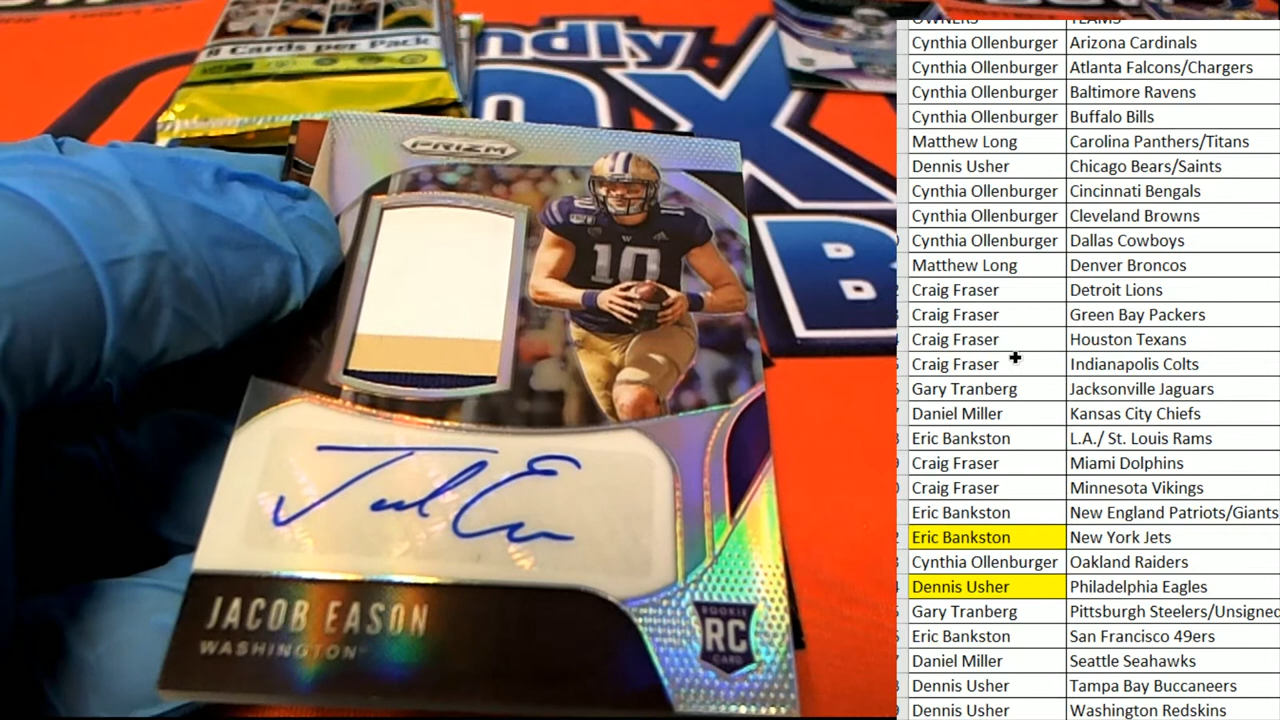 8 Cards per Pack
ndly
OX
B
PRIZM
10
W
10
JACOB EASON
WASHINGTON
ROOKIE
RC
CARD
OWNERS TEAMS
Cynthia Ollenburger Arizona Cardinals
Cynthia Ollenburger Atlanta Falcons/Chargers
Cynthia Ollenburger Baltimore Ravens
Cynthia Ollenburger Buffalo Bills
Matthew Long Carolina Panthers/Titans
Dennis Usher Chicago Bears/Saints
Cynthia Ollenburger Cincinnati Bengals
Cynthia Ollenburger Cleveland Browns
Cynthia Ollenburger Dallas Cowboys
Matthew Long Denver Broncos
Craig Fraser Detroit Lions
Craig Fraser Green Bay Packers
Craig Fraser Houston Texans
Craig Fraser Indianapolis Colts
Gary Tranberg Jacksonville Jaguars
Daniel Miller Kansas City Chiefs
Eric Bankston L.A./ St. Louis Rams
Craig Fraser Miami Dolphins
Craig Fraser Minnesota Vikings
Eric Bankston New England Patriots/Giants
Eric Bankston New York Jets
Cynthia Ollenburger Oakland Raiders
Dennis Usher Philadelphia Eagles
Gary Tranberg Pittsburgh Steelers/Unsigned
Eric Bankston San Francisco 49ers
Daniel Miller Seattle Seahawks
Dennis Usher Tampa Bay Buccaneers
Dennis Usher Washington Redskins